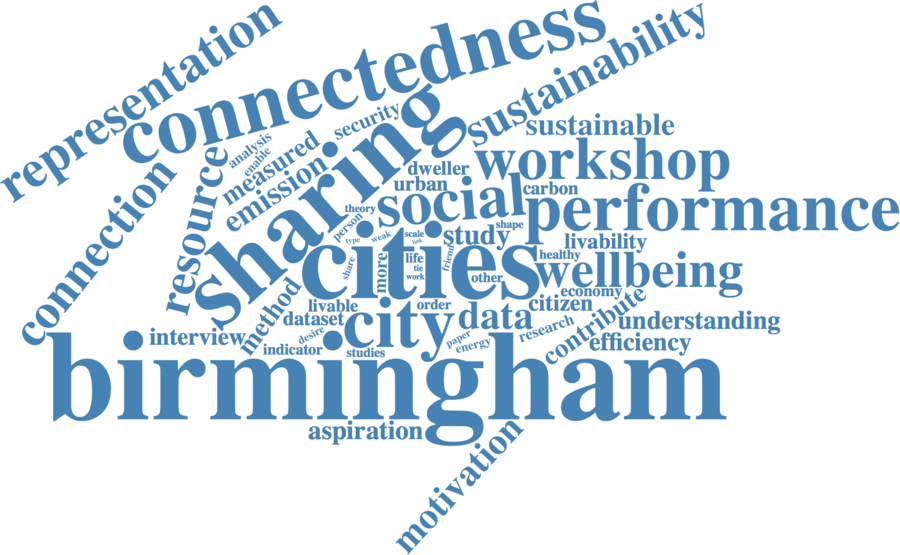 representation
connectedness
sustainability
connection
resource
analysis
enable
measured
emission
security
sharing
sustainable
workshop
dweller
urban
social
carbon
performance
theory
person
type
weak
scale
link
study
shape
livability
cities
share
more
life
tie
work
friend
other
healthy
wellbeing
economy
citizen
contribute
method
livable
dataset
desire
order
city
data
paper
energy
research
understanding
efficiency
interview
indicator
studies
birmingham
aspiration
motivation